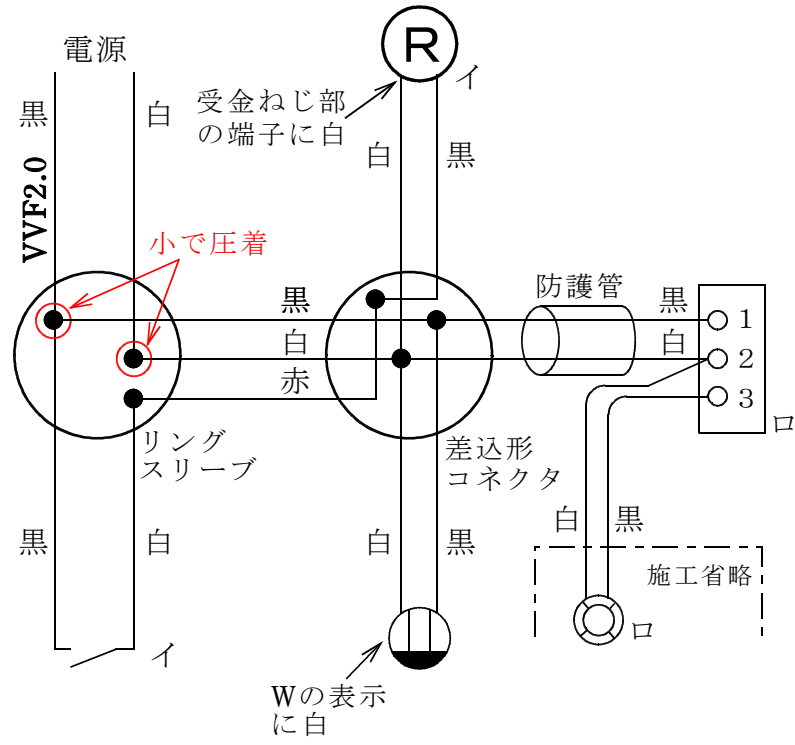 電源
R
イ
受金ねじ部
の端子に白
黒
白
白
黒
VVF2.0
小で圧着
防護管
黒
黒
1
白
白
2
赤
3
ロ
リング
スリーブ
差込形
コネクタ
黒
白
白
黒
白
黒
施工省略
イ
ロ
Wの表示
に白